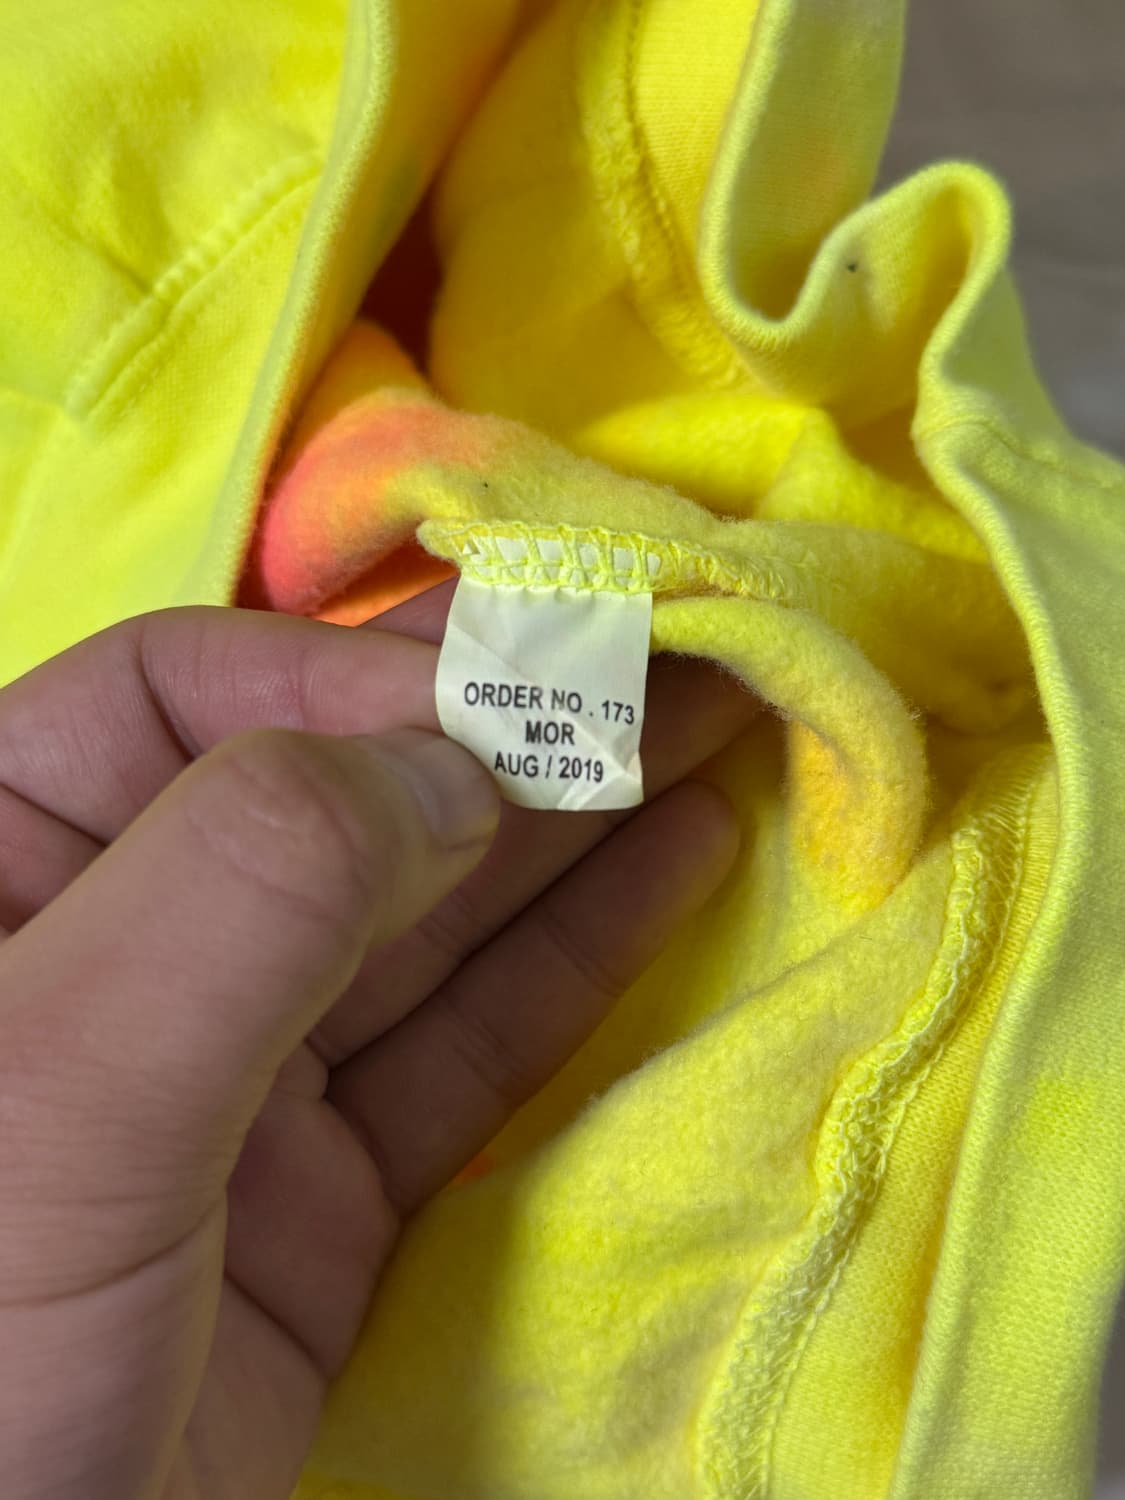 ORDER NO . 173
MOR
AUG / 2019